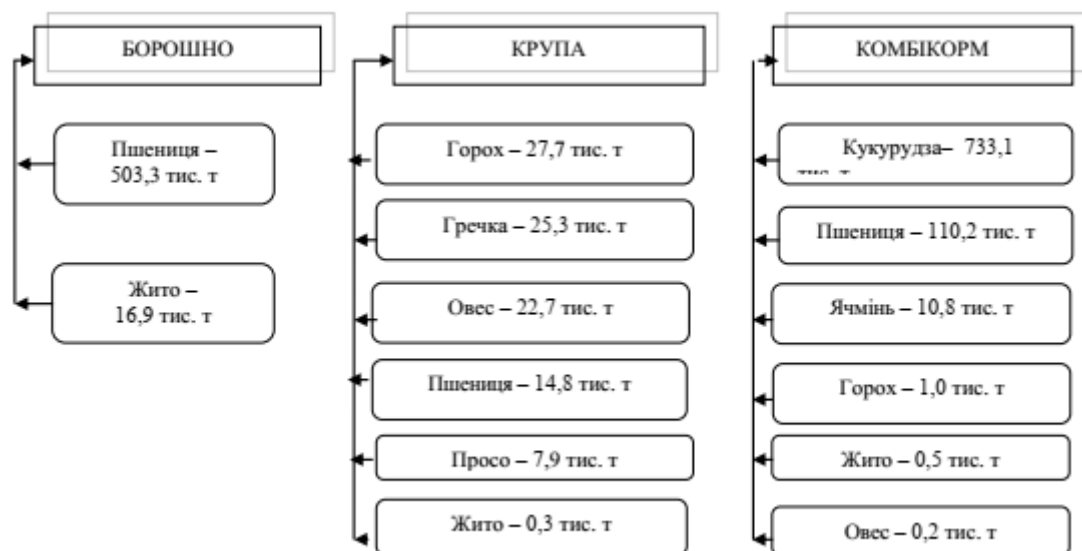 БОРОШНО
Пшениця –
503,3 тис. т
Жито –
16,9 тис. т
КРУПА
Горох – 27,7 тис. т
Гречка – 25,3 тис. т
Овес – 22,7 тис. т
Пшениця – 14,8 тис. т
Просо – 7,9 тис. т
Жито – 0,3 тис. т
КОМБІКОРМ
Кукурудза– 733,1
Пшениця – 110,2 тис. т
Ячмінь – 10,8 тис. т
Горох – 1,0 тис. т
Жито – 0,5 тис. т
Овес – 0,2 тис. т